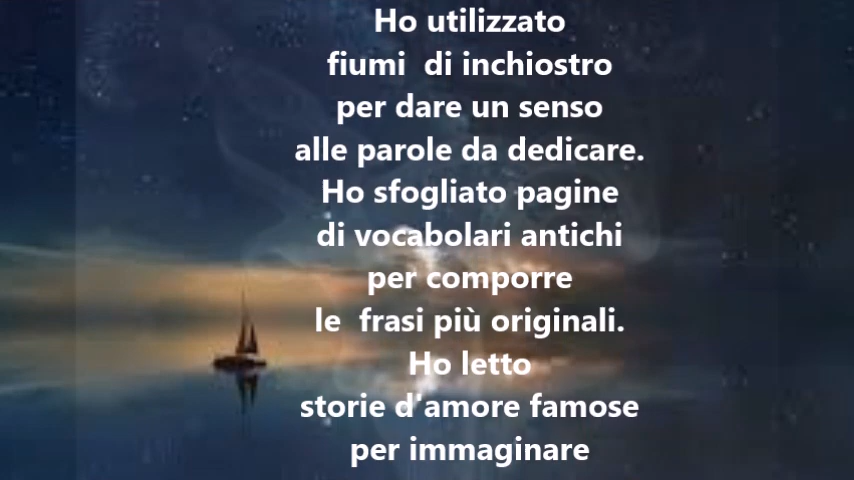 Ho utilizzato
fiumi  di inchiostro
per dare un senso
alle parole da dedicare.
Ho sfogliato pagine
di vocabolari antichi
per comporre
le  frasi più originali.
Ho letto
storie d'amore famose
per immaginare